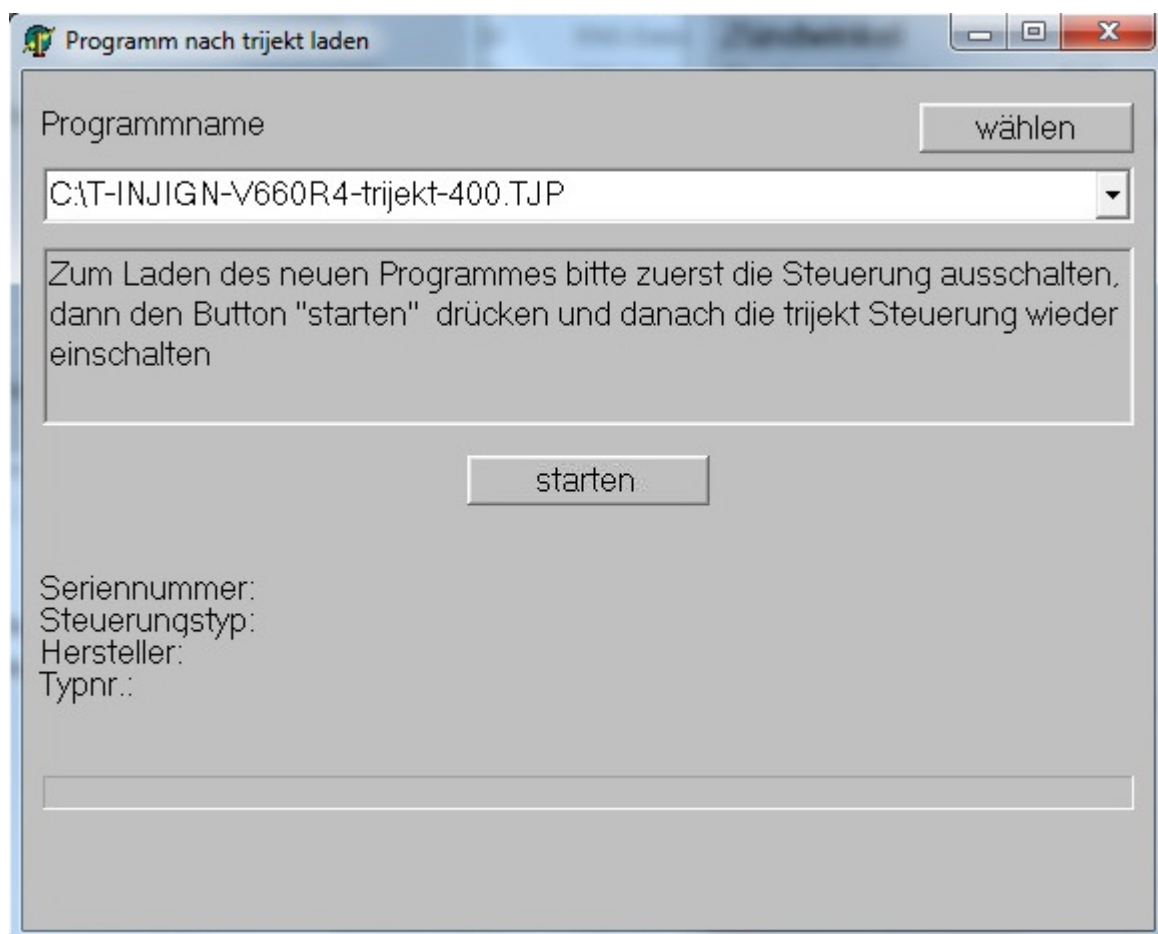 Programm nach trijekt laden
Programmname
wählen
C:\T-INJIGN-V660R4-trijekt-400.TJP
Zum Laden des neuen Programmes bitte zuerst die Steuerung ausschalten,
dann den Button "starten"  drücken und danach die trijekt Steuerung wieder
einschalten
starten
Seriennummer:
Steuerungstyp:
Hersteller:
Typnr.: